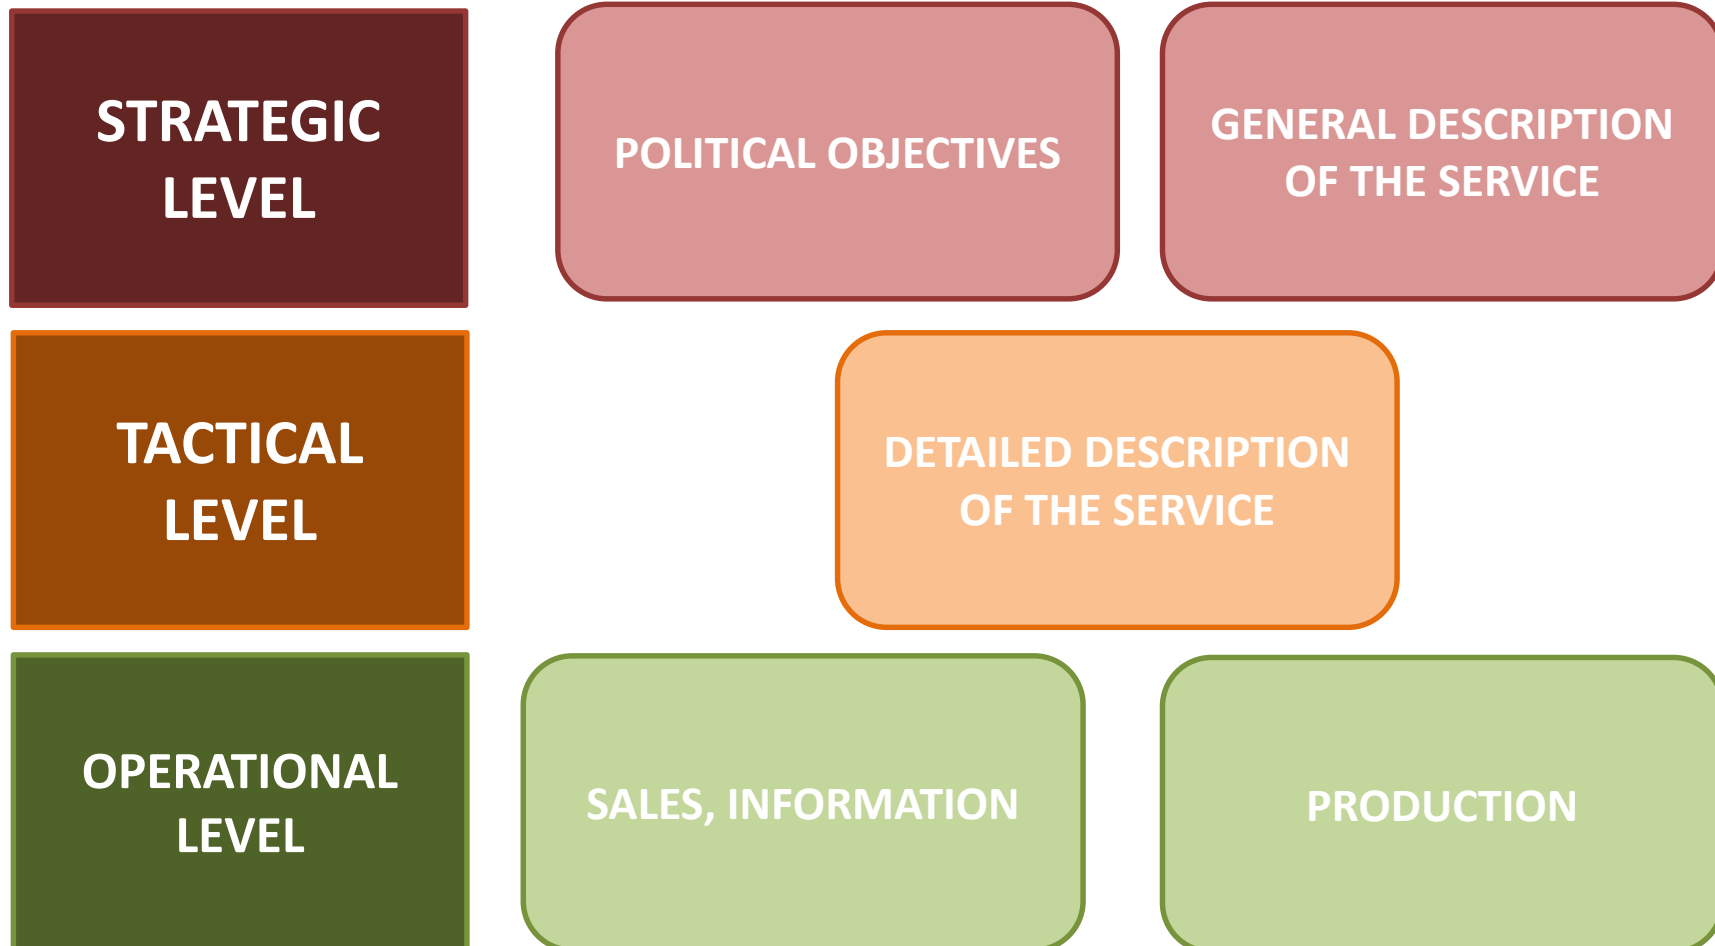 STRATEGIC
LEVEL
POLITICAL OBJECTIVES
GENERAL DESCRIPTION
OF THE SERVICE
TACTICAL
LEVEL
DETAILED DESCRIPTION
OF THE SERVICE
OPERATIONAL
LEVEL
SALES, INFORMATION
PRODUCTION